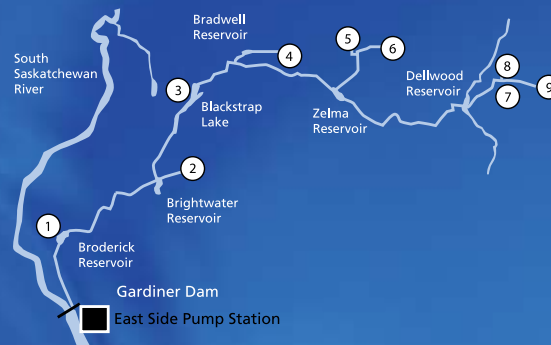 Bradwell
Reservoir
South
Saskatchewan
River
5
6
4
8
Dellwood
Reservoir
3
7
9
Blackstrap
Lake
Zelma
Reservoir
2
Brightwater
Reservoir
1
Broderick
Reservoir
Gardiner Dam
East Side Pump Station